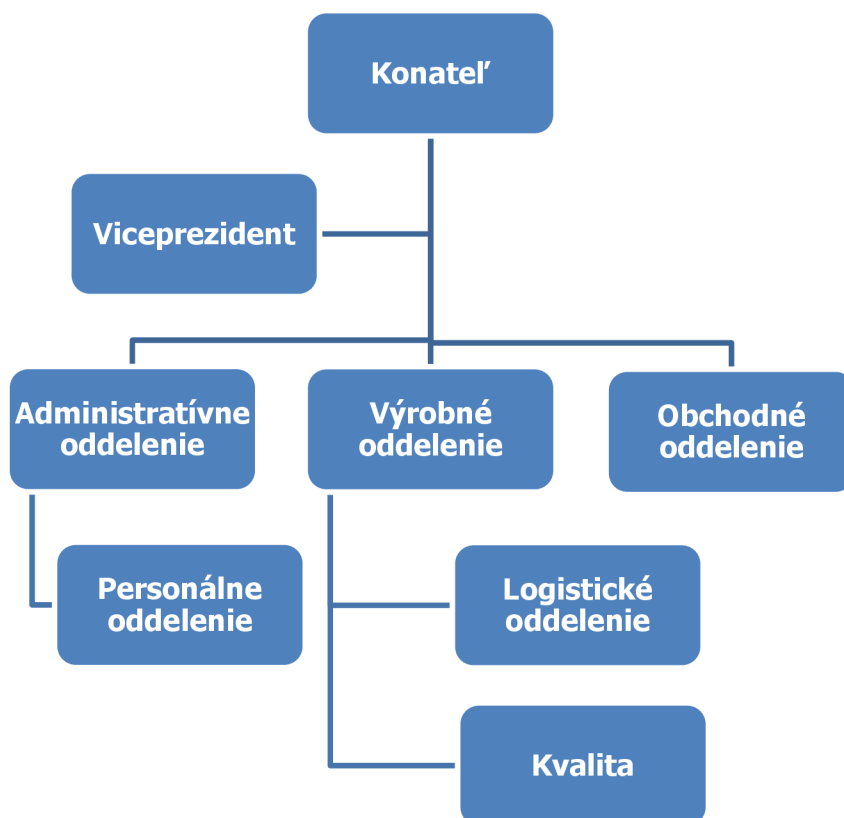 Konateľ
Viceprezident
Administratívne
oddelenie
Výrobné
oddelenie
Obchodné
oddelenie
Personálne
oddelenie
Logistické
oddelenie
Kvalita